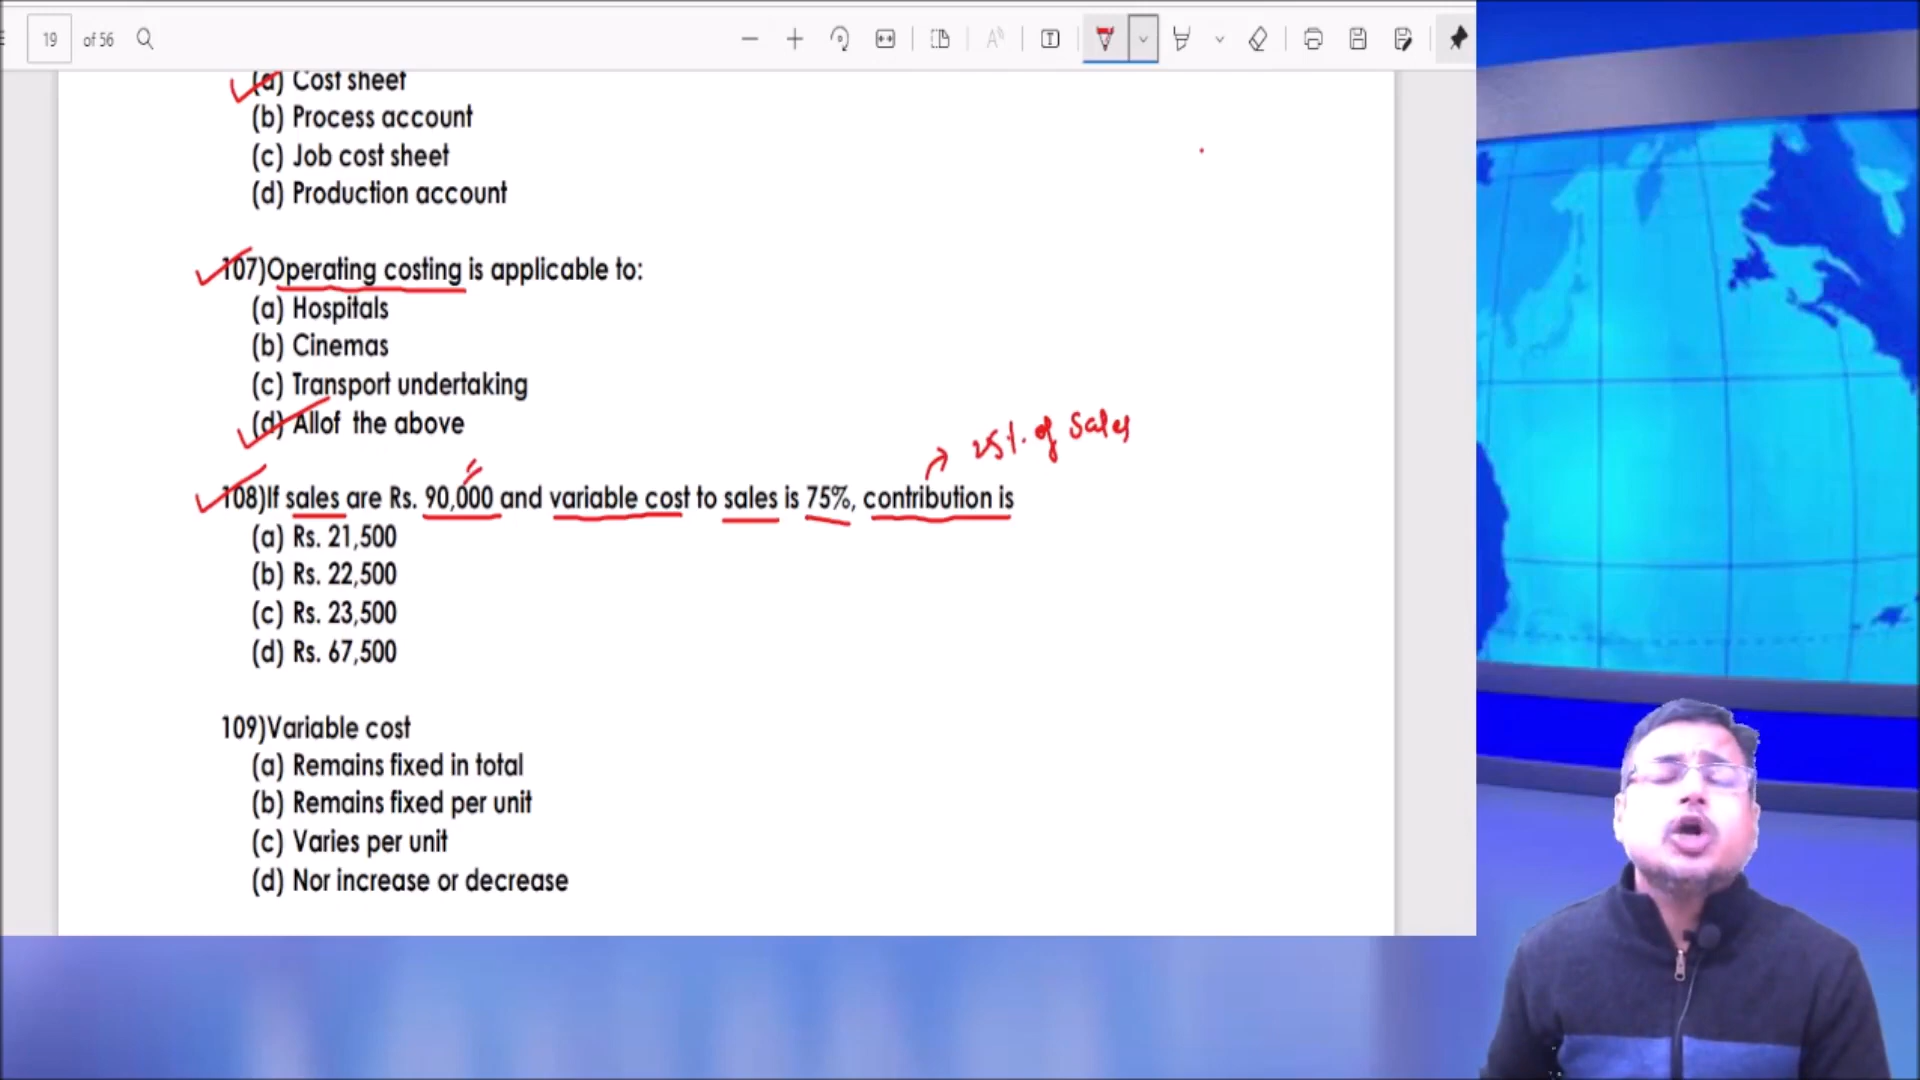 19 of 56
(a) Cost sheet
(b) Process account
(c) Job cost sheet
(d) Production account
107)Operating costing is applicable to:
(a) Hospitals
(b) Cinemas
(c) Transport undertaking
(d) Allof the above
25%. of Sales
108)If sales are Rs. 90,000 and variable cost to sales is 75%, contribution is
(a) Rs. 21,500
(b) Rs. 22,500
(c) Rs. 23,500
(d) Rs. 67,500
109)Variable cost
(a) Remains fixed in total
(b) Remains fixed per unit
(c) Varies per unit
(d) Nor increase or decrease